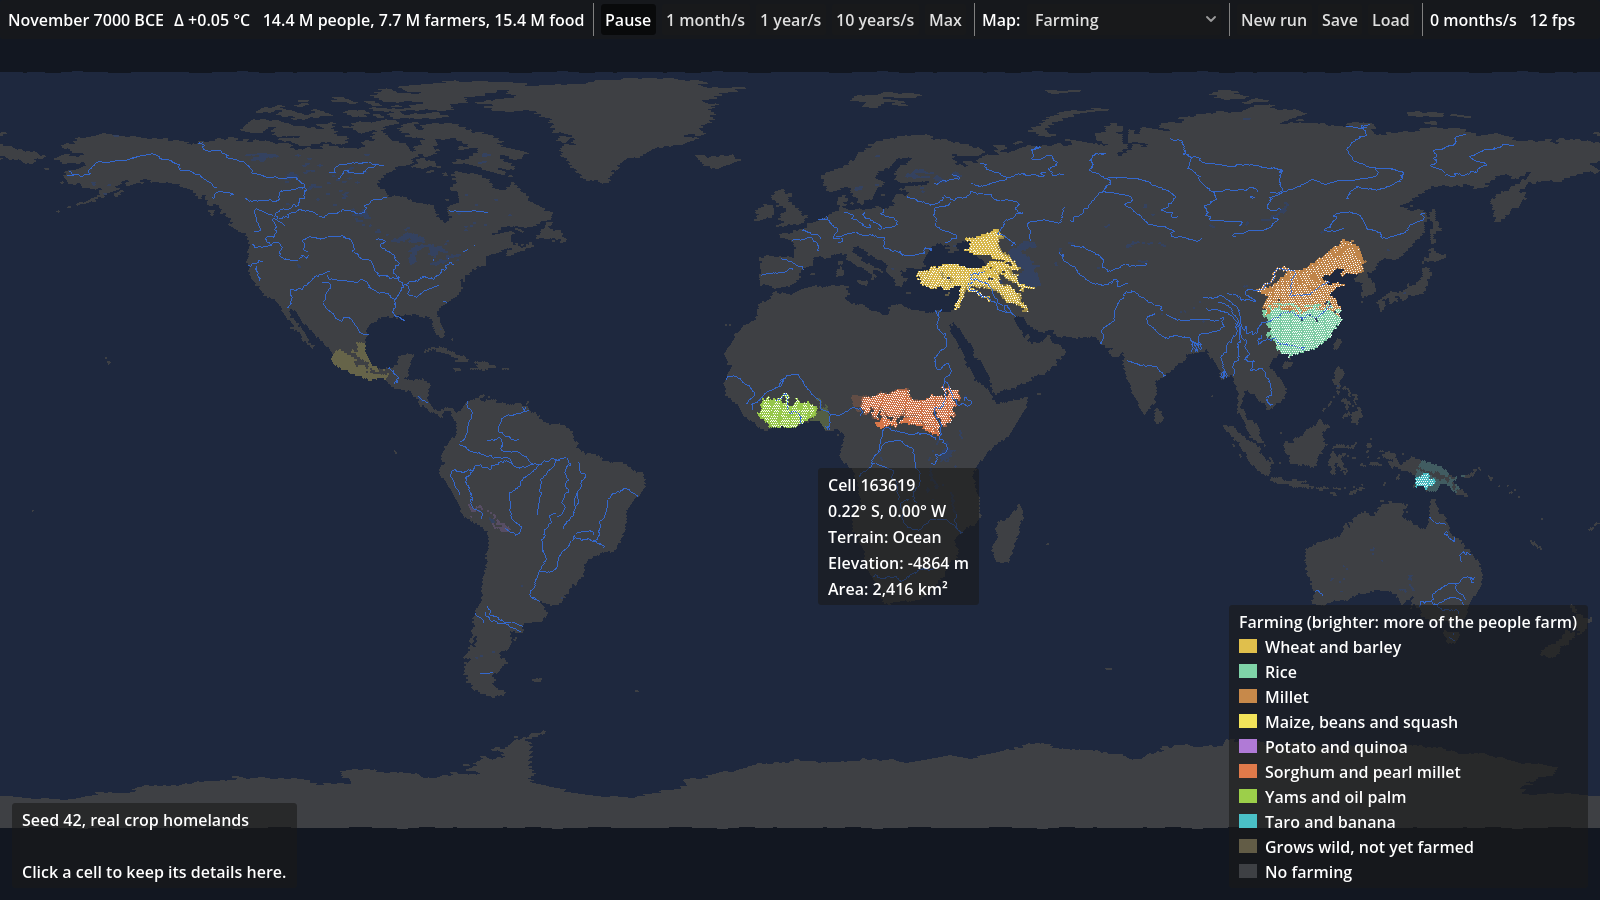 November 7000 BCE Δ +0.05 °C 14.4 M people, 7.7 M farmers, 15.4 M food Pause 1 month/s 1 year/s 10 years/s Max Map: Farming New run Save Load 0 months/s 12 fps
Cell 163619
0.22° S, 0.00° W
Terrain: Ocean
Elevation: -4864 m
Area: 2,416 km²
Farming (brighter: more of the people farm)
Wheat and barley
Rice
Millet
Maize, beans and squash
Potato and quinoa
Sorghum and pearl millet
Yams and oil palm
Taro and banana
Grows wild, not yet farmed
No farming
Seed 42, real crop homelands
Click a cell to keep its details here.